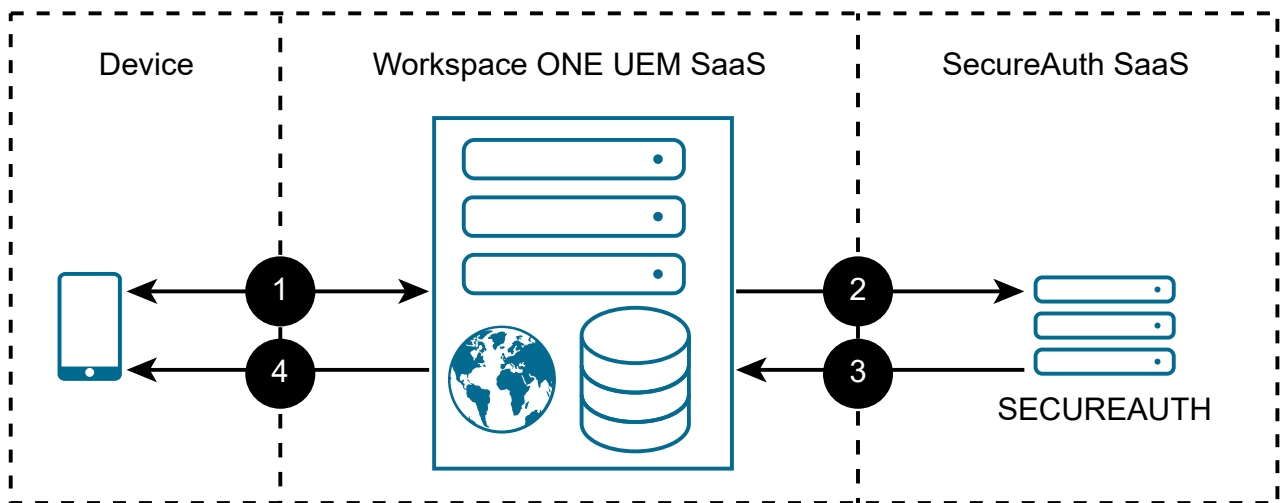 Device
Workspace ONE UEM SaaS
SecureAuth SaaS
1
2
4
3
SECUREAUTH